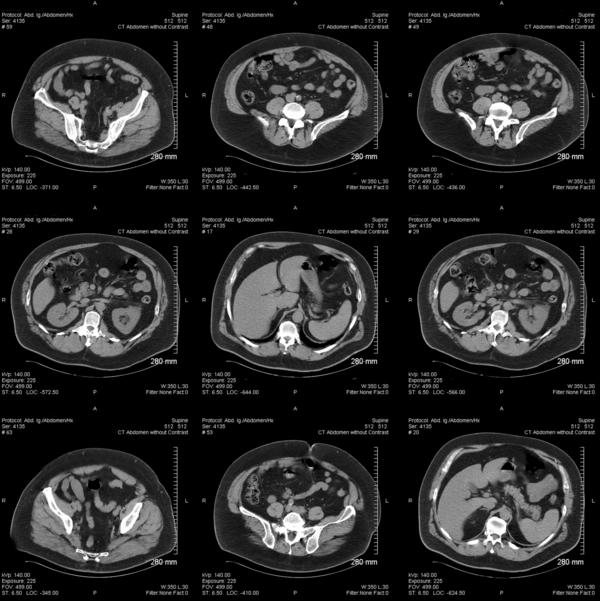 A
Protocol: Abd. lg./Abdomen/Hx Supine
Ser: 4135 512 512
# 59 CT Abdomen without Contrast
R L
280 mm
kVp: 140.00
Exposure: 225
FOV: 499.00 W:350 L:30
ST: 6.50 LOC: -371.00 P Filter:None Fact:0
A
Protocol: Abd. lg./Abdomen/Hx Supine
Ser: 4135 512 512
# 48 CT Abdomen without Contrast
R L
280 mm
kVp: 140.00
Exposure: 225
FOV: 499.00 W:350 L:30
ST: 6.50 LOC: -442.50 P Filter:None Fact:0
A
Protocol: Abd. lg./Abdomen/Hx Supine
Ser: 4135 512 512
# 49 CT Abdomen without Contrast
R L
280 mm
kVp: 140.00
Exposure: 225
FOV: 499.00 W:350 L:30
ST: 6.50 LOC: -436.00 P Filter:None Fact:0
A
Protocol: Abd. lg./Abdomen/Hx Supine
Ser: 4135 512 512
# 28 CT Abdomen without Contrast
R L
280 mm
kVp: 140.00
Exposure: 225
FOV: 499.00 W:350 L:30
ST: 6.50 LOC: -572.50 P Filter:None Fact:0
A
Protocol: Abd. lg./Abdomen/Hx Supine
Ser: 4135 512 512
# 17 CT Abdomen without Contrast
R L
280 mm
kVp: 140.00
Exposure: 225
FOV: 499.00 W:350 L:30
ST: 6.50 LOC: -644.00 P Filter:None Fact:0
A
Protocol: Abd. lg./Abdomen/Hx Supine
Ser: 4135 512 512
# 29 CT Abdomen without Contrast
R L
280 mm
kVp: 140.00
Exposure: 225
FOV: 499.00 W:350 L:30
ST: 6.50 LOC: -566.00 P Filter:None Fact:0
A
Protocol: Abd. lg./Abdomen/Hx Supine
Ser: 4135 512 512
# 63 CT Abdomen without Contrast
R L
280 mm
kVp: 140.00
Exposure: 225
FOV: 499.00 W:350 L:30
ST: 6.50 LOC: -345.00 P Filter:None Fact:0
A
Protocol: Abd. lg./Abdomen/Hx Supine
Ser: 4135 512 512
# 53 CT Abdomen without Contrast
R L
280 mm
kVp: 140.00
Exposure: 225
FOV: 499.00 W:350 L:30
ST: 6.50 LOC: -410.00 P Filter:None Fact:0
A
Protocol: Abd. lg./Abdomen/Hx Supine
Ser: 4135 512 512
# 20 CT Abdomen without Contrast
R L
280 mm
kVp: 140.00
Exposure: 225
FOV: 499.00 W:350 L:30
ST: 6.50 LOC: -634.50 P Filter:None Fact:0